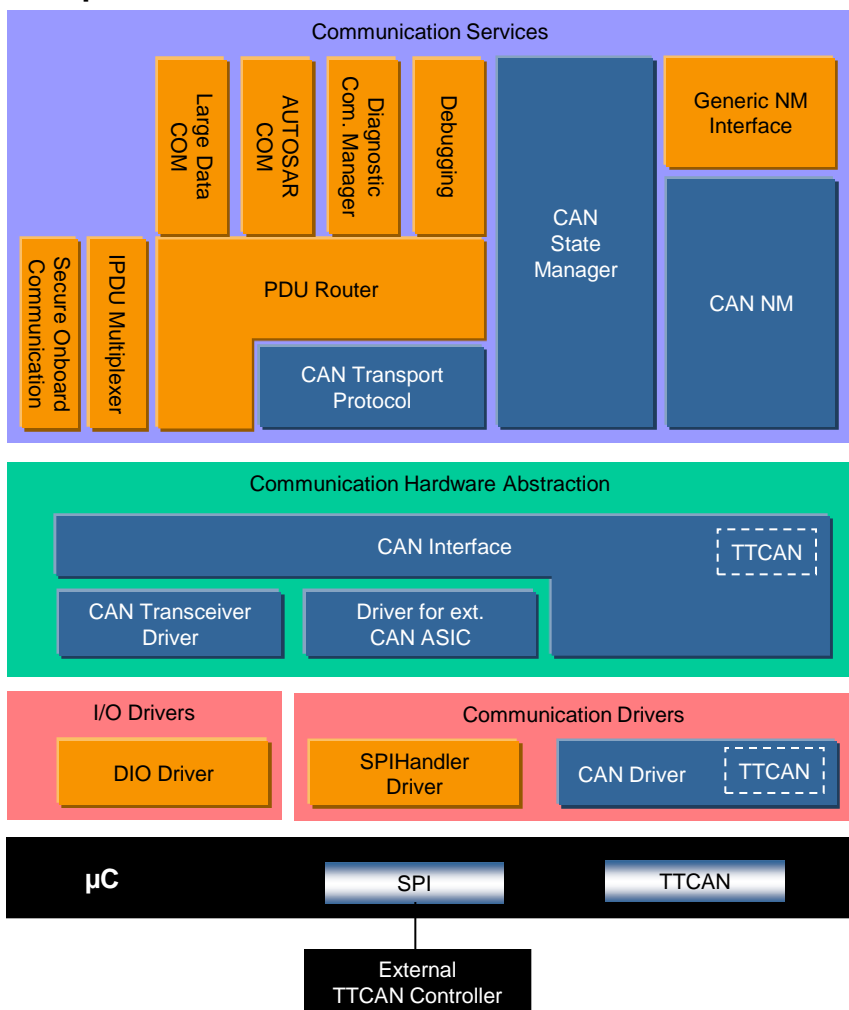 Communication Services
Large Data
COM
AUTOSAR
COM
Diagnostic
Com. Manager
Debugging
CAN
State
Manager
Generic NM
Interface
Secure Onboard
Communication
IPDU Multiplexer
PDU Router
CAN NM
CAN Transport
Protocol
Communication Hardware Abstraction
CAN Interface
TTCAN
CAN Transceiver
Driver
Driver for ext.
CAN ASIC
I/O Drivers
Communication Drivers
DIO Driver
SPIHandler
Driver
CAN Driver
TTCAN
µC
SPI
TTCAN
External
TTCAN Controller